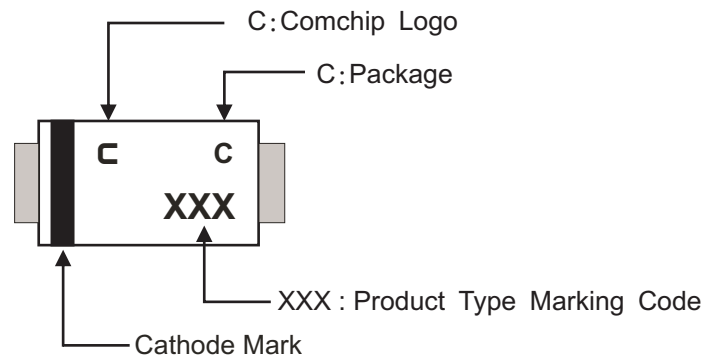 C:Comchip Logo
C:Package
C C
XXX
XXX : Product Type Marking Code
Cathode Mark